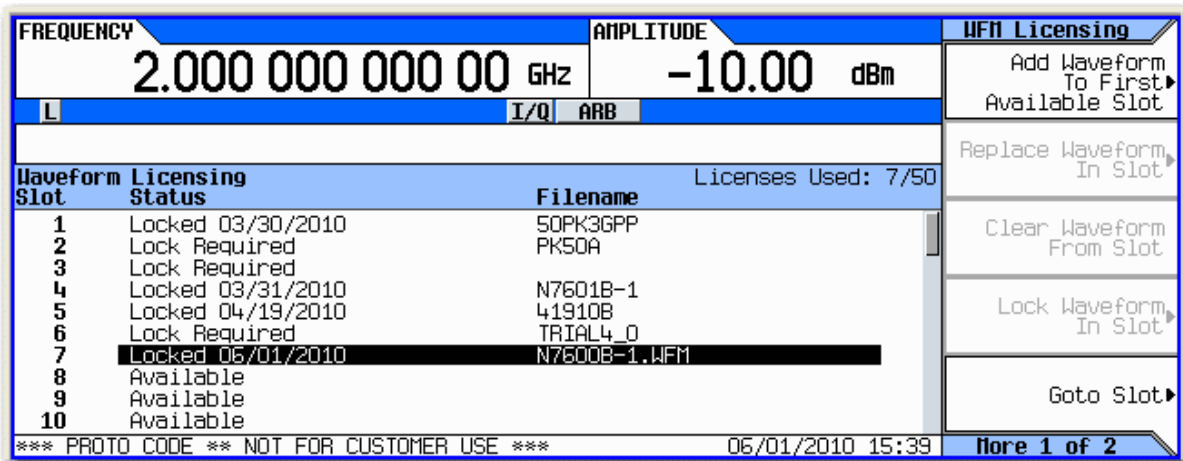 FREQUENCY AMPLITUDE WFM Licensing
2.000 000 000 00 GHz -10.00 dBm
L I/Q ARB
Waveform Licensing Licenses Used: 7/50
Slot Status Filename
1 Locked 03/30/2010 50PK3GPP
2 Lock Required PK50A
3 Lock Required
4 Locked 03/31/2010 N7601B-1
5 Locked 04/19/2010 41910B
6 Lock Required TRIAL4_0
7 Locked 06/01/2010 N7600B-1.WFM
8 Available
9 Available
10 Available
*** PROTO CODE ** NOT FOR CUSTOMER USE *** 06/01/2010 15:39
Add Waveform
To First
Available Slot
Replace Waveform
In Slot
Clear Waveform
From Slot
Lock Waveform
In Slot
Goto Slot
More 1 of 2